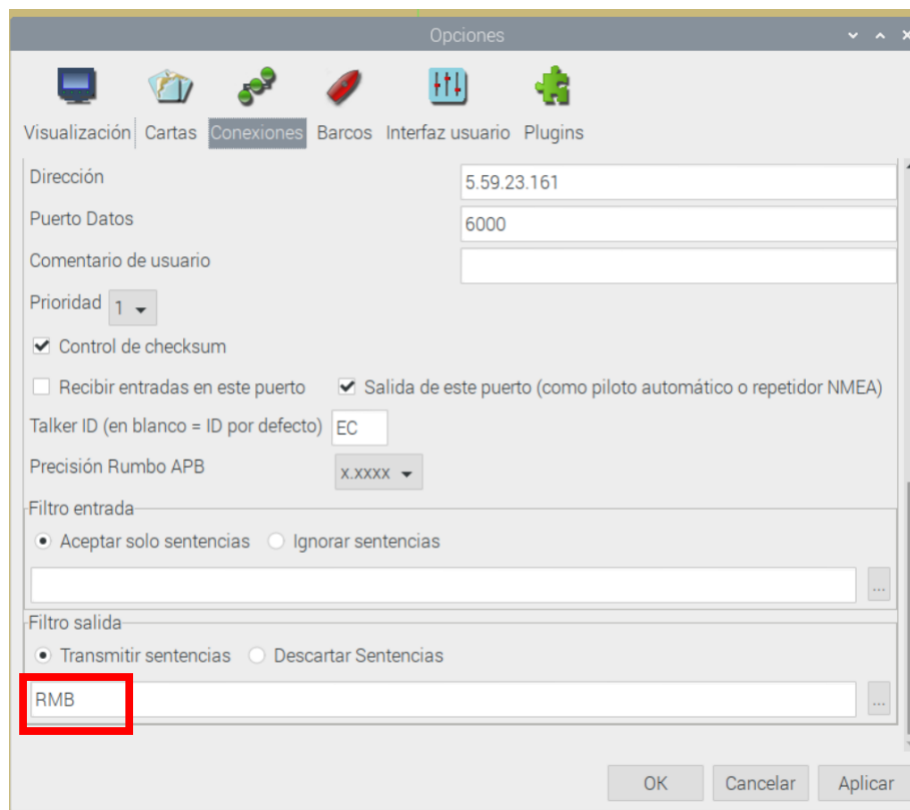 Opciones
Visualización Cartas Conexiones Barcos Interfaz usuario Plugins
Dirección 5.59.23.161
Puerto Datos 6000
Comentario de usuario
Prioridad 1
Control de checksum
Recibir entradas en este puerto Salida de este puerto (como piloto automático o repetidor NMEA)
Talker ID (en blanco = ID por defecto) EC
Precisión Rumbo APB x.xxxx
Filtro entrada
Aceptar solo sentencias Ignorar sentencias
...
Filtro salida
Transmitir sentencias Descartar Sentencias
RMB ...
OK Cancelar Aplicar